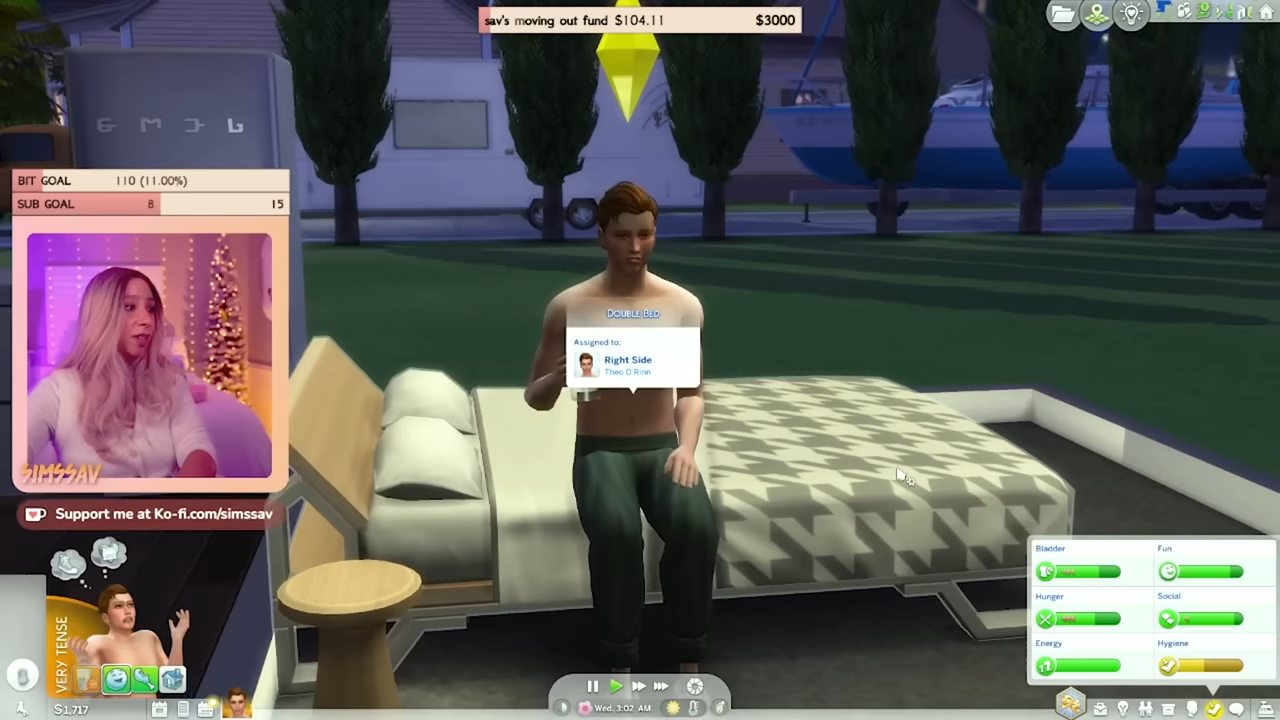 sav's moving out fund $104.11 $3000
BIT GOAL 110 (11.00%)
SUB GOAL 8 15
SIMSSAV
Support me at Ko-fi.com/simssav
DOUBLE BED
Assigned to:
Right Side
Theo O Rinn
Bladder Fun
Hunger Social
Energy Hygiene
VERY TENSE
$1,717
Wed. 3:02 AM